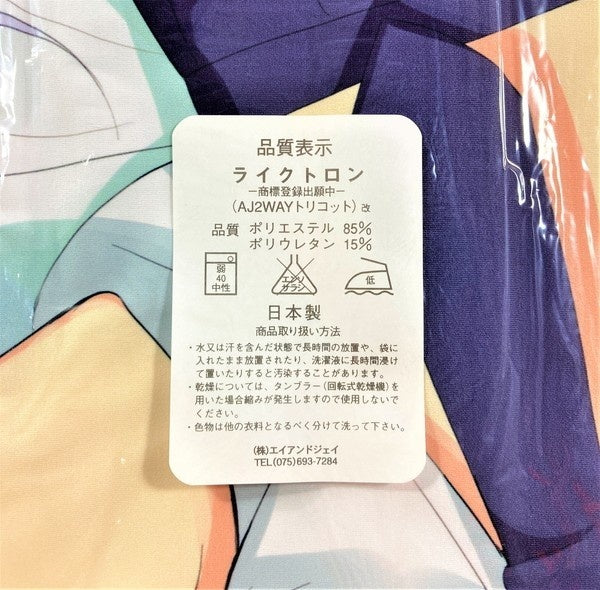 品質表示
ライクトロン
－商標登録出願中－
（AJ2WAYトリコット）改
品質 ポリエステル 85％
ポリウレタン 15％
弱
40
中性
エンソ
サラシ
低
日本製
商品取り扱い方法
・水又は汗を含んだ状態で長時間の放置や、袋に
入れたまま放置されたり、洗濯液に長時間浸け
て置いたりすると汚染することがあります。
・乾燥については、タンブラー（回転式乾燥機）を
用いた場合縮みが発生しますので使用しないで
ください。
・色物は他の衣料となるべく分けて洗って下さい。
（株）エイアンドジェイ
TEL（075）693-7284